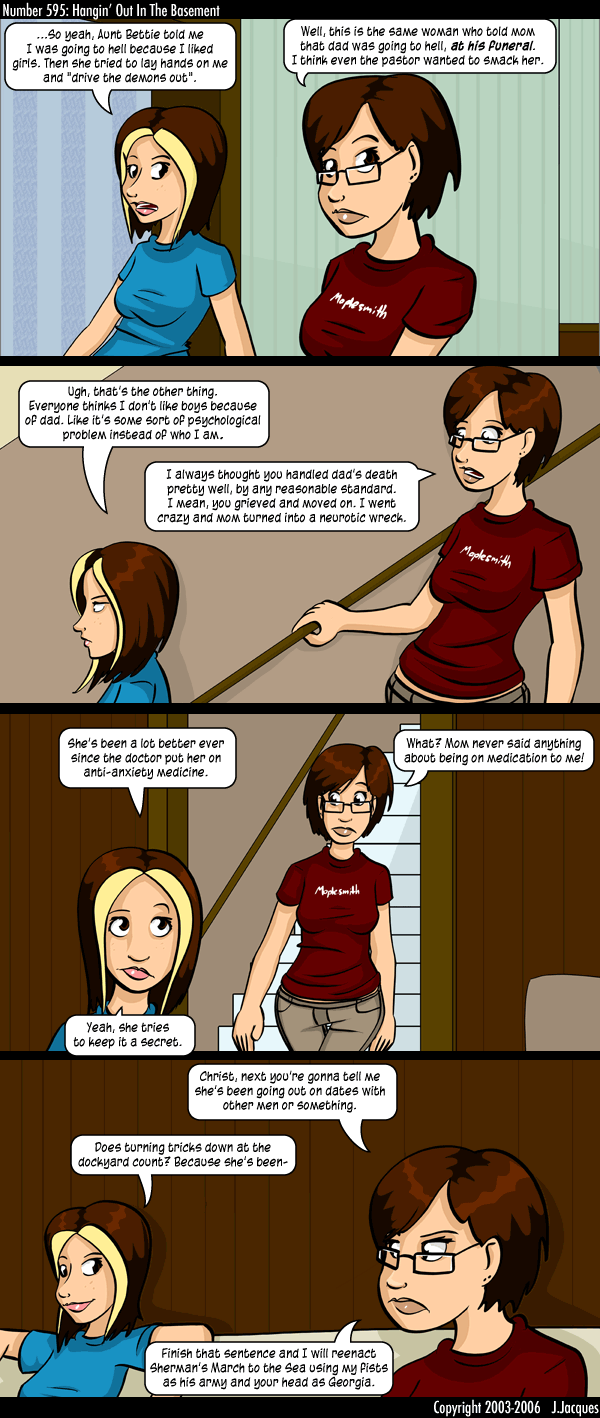 Number 595: Hangin' Out In The Basement
...So yeah, Aunt Bettie told me
I was going to hell because I liked
girls. Then she tried to lay hands on me
and "drive the demons out".
Well, this is the same woman who told mom
that dad was going to hell, at his funeral.
I think even the pastor wanted to smack her.
Moplesmith
Ugh, that's the other thing.
Everyone thinks I don't like boys because
of dad. Like it's some sort of psychological
problem instead of who I am.
I always thought you handled dad's death
pretty well, by any reasonable standard.
I mean, you grieved and moved on. I went
crazy and mom turned into a neurotic wreck.
Moplesmith
She's been a lot better ever
since the doctor put her on
anti-anxiety medicine.
What? Mom never said anything
about being on medication to me!
Moplesmith
Yeah, she tries
to keep it a secret.
Christ, next you're gonna tell me
she's been going out on dates with
other men or something.
Does turning tricks down at the
dockyard count? Because she's been-
Finish that sentence and I will reenact
Sherman's March to the Sea using my fists
as his army and your head as Georgia.
Copyright 2003-2006 J.Jacques